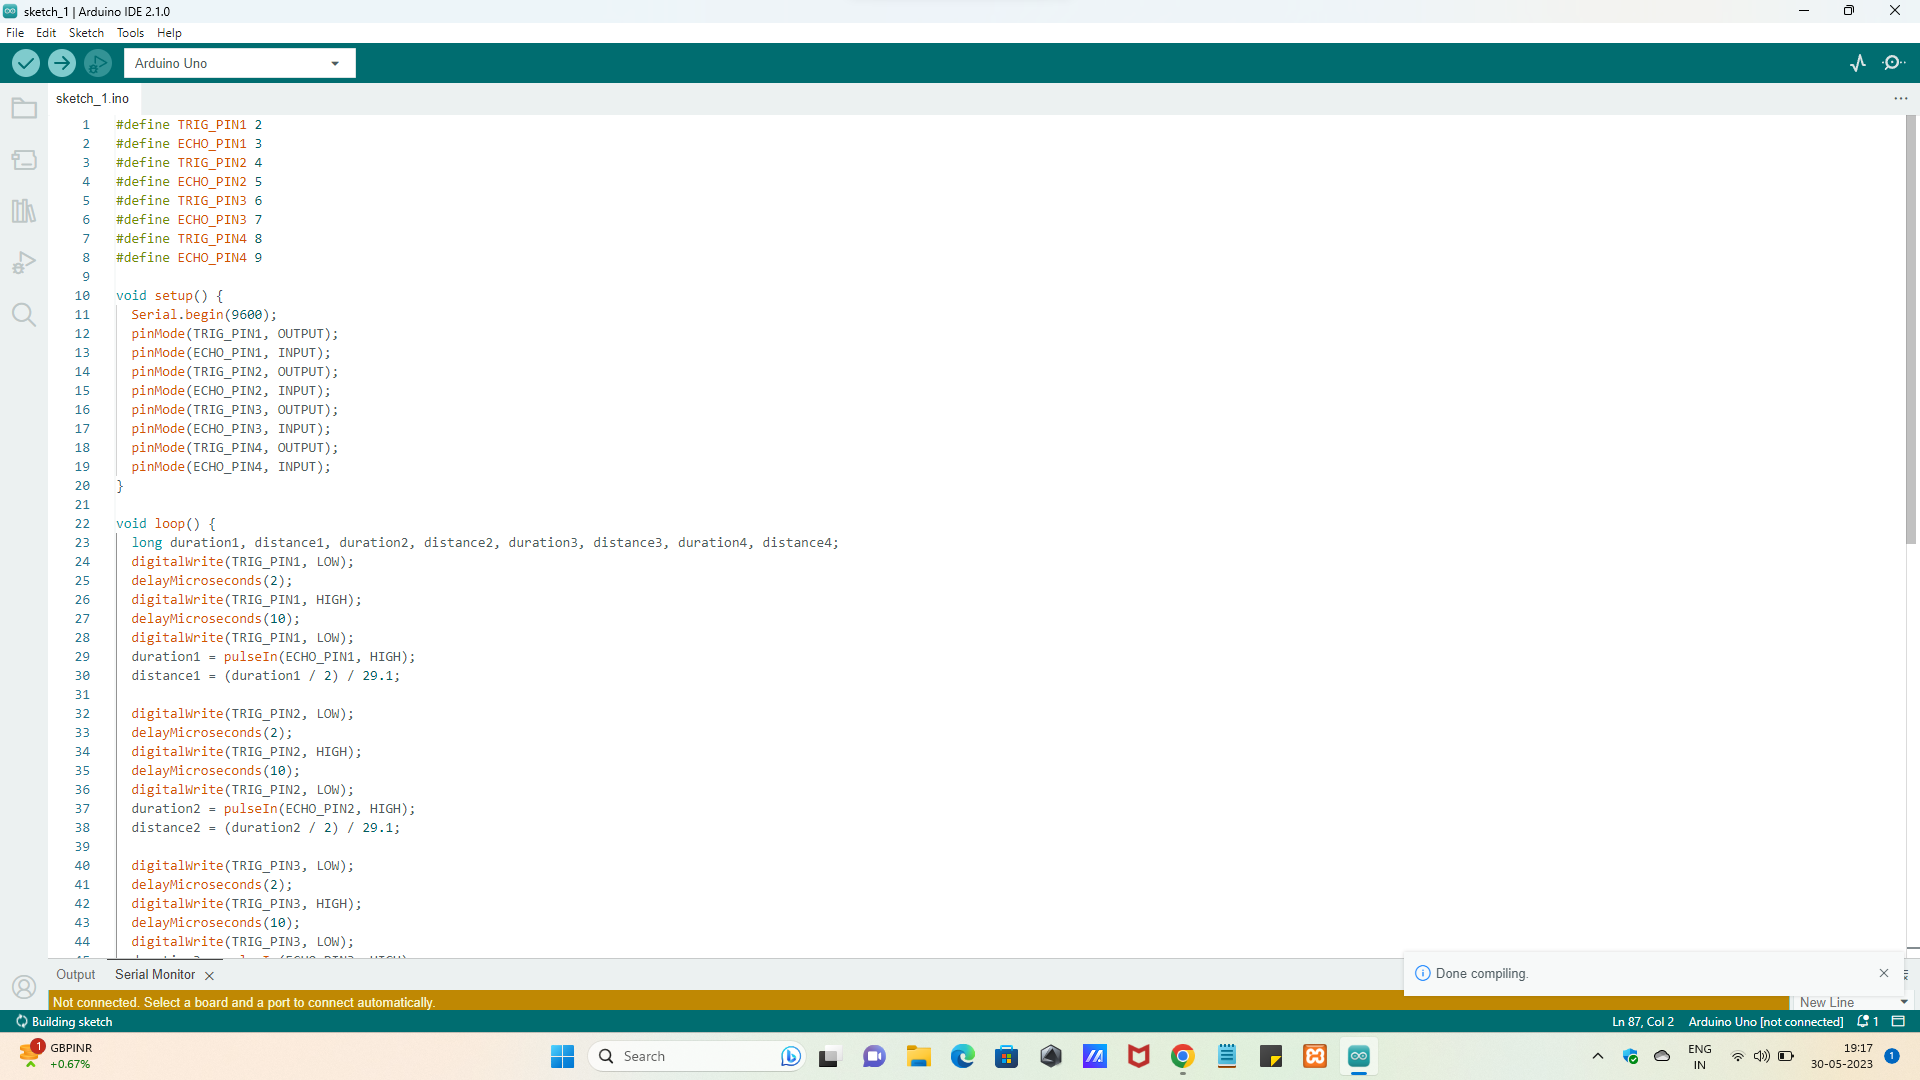 sketch_1 | Arduino IDE 2.1.0
File Edit Sketch Tools Help
Arduino Uno
sketch_1.ino
1 #define TRIG_PIN1 2
2 #define ECHO_PIN1 3
3 #define TRIG_PIN2 4
4 #define ECHO_PIN2 5
5 #define TRIG_PIN3 6
6 #define ECHO_PIN3 7
7 #define TRIG_PIN4 8
8 #define ECHO_PIN4 9
9
10 void setup() {
11 Serial.begin(9600);
12 pinMode(TRIG_PIN1, OUTPUT);
13 pinMode(ECHO_PIN1, INPUT);
14 pinMode(TRIG_PIN2, OUTPUT);
15 pinMode(ECHO_PIN2, INPUT);
16 pinMode(TRIG_PIN3, OUTPUT);
17 pinMode(ECHO_PIN3, INPUT);
18 pinMode(TRIG_PIN4, OUTPUT);
19 pinMode(ECHO_PIN4, INPUT);
20 }
21
22 void loop() {
23 long duration1, distance1, duration2, distance2, duration3, distance3, duration4, distance4;
24 digitalWrite(TRIG_PIN1, LOW);
25 delayMicroseconds(2);
26 digitalWrite(TRIG_PIN1, HIGH);
27 delayMicroseconds(10);
28 digitalWrite(TRIG_PIN1, LOW);
29 duration1 = pulseIn(ECHO_PIN1, HIGH);
30 distance1 = (duration1 / 2) / 29.1;
31
32 digitalWrite(TRIG_PIN2, LOW);
33 delayMicroseconds(2);
34 digitalWrite(TRIG_PIN2, HIGH);
35 delayMicroseconds(10);
36 digitalWrite(TRIG_PIN2, LOW);
37 duration2 = pulseIn(ECHO_PIN2, HIGH);
38 distance2 = (duration2 / 2) / 29.1;
39
40 digitalWrite(TRIG_PIN3, LOW);
41 delayMicroseconds(2);
42 digitalWrite(TRIG_PIN3, HIGH);
43 delayMicroseconds(10);
44 digitalWrite(TRIG_PIN3, LOW);
Output Serial Monitor
Done compiling.
Not connected. Select a board and a port to connect automatically.
New Line
Building sketch
Ln 87, Col 2 Arduino Uno [not connected] 1
1
GBPINR
+0.67%
Search
ENG
IN
19:17
30-05-2023
1